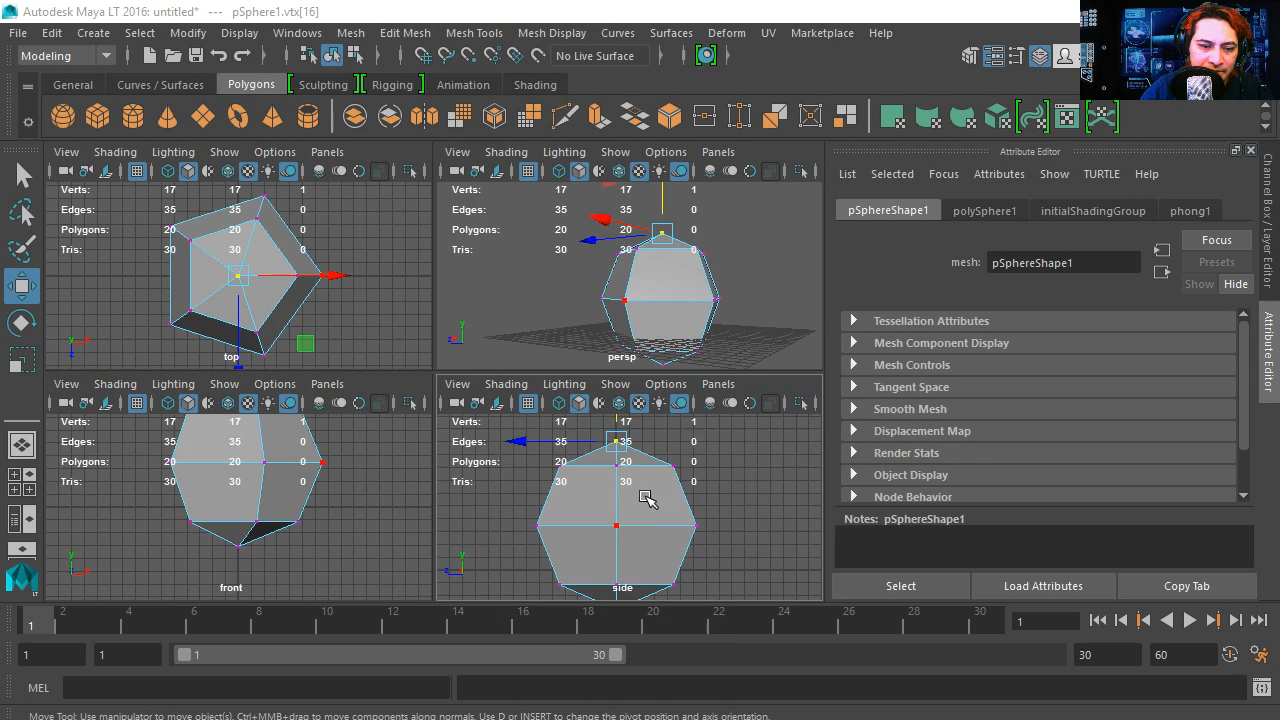 Autodesk Maya LT 2016: untitled* --- pSphere1.vtx[16]
File Edit Create Select Modify Display Windows Mesh Edit Mesh Mesh Tools Mesh Display Curves Surfaces Deform UV Marketplace Help
Modeling No Live Surface
General Curves / Surfaces Polygons Sculpting Rigging Animation Shading
View Shading Lighting Show Options Panels
Verts: 17 17 1
Edges: 35 35 0
Polygons: 20 20 0
Tris: 30 30 0
top
View Shading Lighting Show Options Panels
Verts: 17 17 1
Edges: 35 35 0
Polygons: 20 20 0
Tris: 30 30 0
persp
View Shading Lighting Show Options Panels
Verts: 17 17 1
Edges: 35 35 0
Polygons: 20 20 0
Tris: 30 30 0
front
View Shading Lighting Show Options Panels
Verts: 17 17 1
Edges: 35 35 0
Polygons: 20 20 0
Tris: 30 30 0
side
Attribute Editor
List Selected Focus Attributes Show TURTLE Help
pSphereShape1 polySphere1 initialShadingGroup phong1
mesh: pSphereShape1
Focus
Presets
Show Hide
Tessellation Attributes
Mesh Component Display
Mesh Controls
Tangent Space
Smooth Mesh
Displacement Map
Render Stats
Object Display
Node Behavior
Notes: pSphereShape1
Select Load Attributes Copy Tab
Channel Box / Layer Editor
Attribute Editor
LT
1 2 4 6 8 10 12 14 16 18 20 22 24 26 28 30 1
1 1 1 30 30 60
MEL
Move Tool: Use manipulator to move object(s). Ctrl+MMB+drag to move components along normals. Use D or INSERT to change the pivot position and axis orientation.